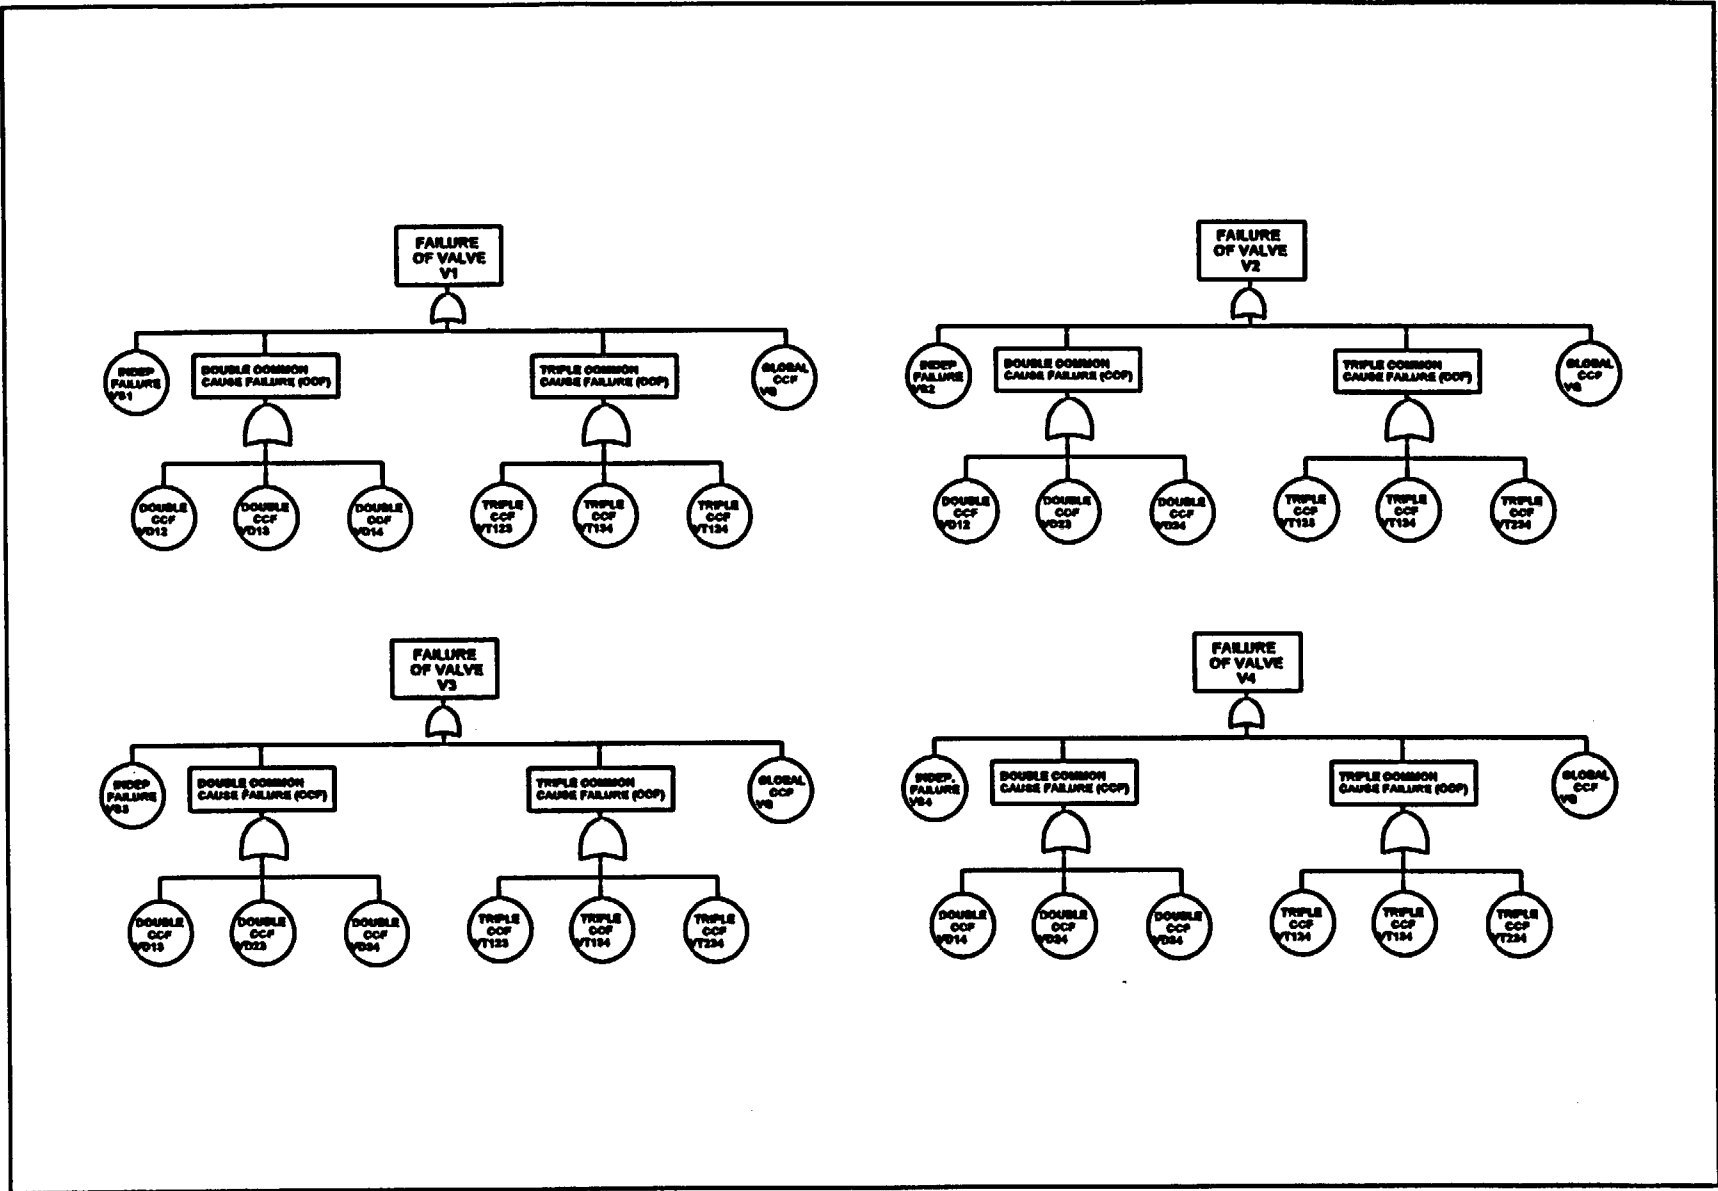 FAILURE
OF VALVE
V1
INDEP
FAILURE
VS1
DOUBLE COMMON
CAUSE FAILURE (CCF)
TRIPLE COMMON
CAUSE FAILURE (CCF)
GLOBAL
CCF
VG
DOUBLE
CCF
VD12
DOUBLE
CCF
VD13
DOUBLE
CCF
VD14
TRIPLE
CCF
VT123
TRIPLE
CCF
VT134
TRIPLE
CCF
VT134
FAILURE
OF VALVE
V2
INDEP
FAILURE
VS2
DOUBLE COMMON
CAUSE FAILURE (CCF)
TRIPLE COMMON
CAUSE FAILURE (CCF)
GLOBAL
CCF
VG
DOUBLE
CCF
VD12
DOUBLE
CCF
VD23
DOUBLE
CCF
TRIPLE
CCF
TRIPLE
CCF
TRIPLE
CCF
VT234
FAILURE
OF VALVE
V3
INDEP
FAILURE
VS3
DOUBLE COMMON
CAUSE FAILURE (CCF)
TRIPLE COMMON
CAUSE FAILURE (CCF)
GLOBAL
CCF
VG
DOUBLE
CCF
VD13
DOUBLE
CCF
VD23
DOUBLE
CCF
VD34
TRIPLE
CCF
VT123
TRIPLE
CCF
VT134
TRIPLE
CCF
VT234
FAILURE
OF VALVE
V4
INDEP.
FAILURE
VS4
DOUBLE COMMON
CAUSE FAILURE (CCF)
TRIPLE COMMON
CAUSE FAILURE (CCF)
GLOBAL
CCF
VG
DOUBLE
CCF
VD14
DOUBLE
CCF
DOUBLE
CCF
VD34
TRIPLE
CCF
TRIPLE
CCF
VT134
TRIPLE
CCF
VT234